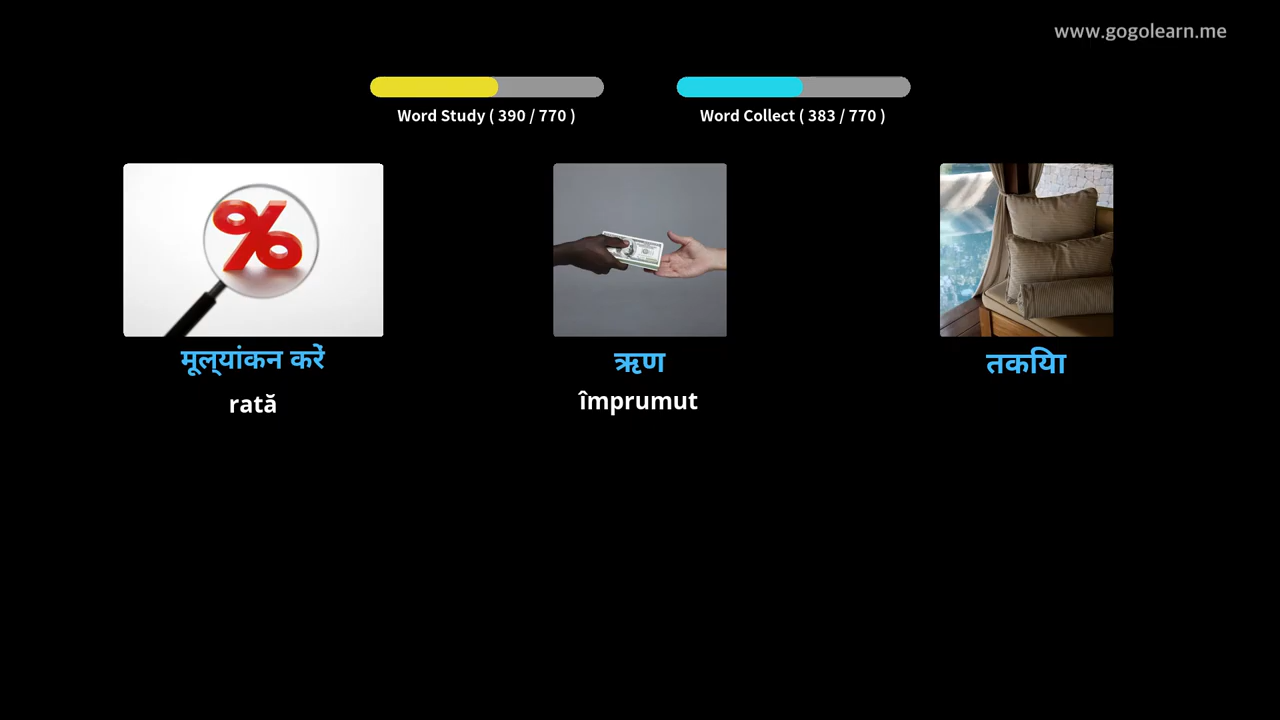 www.gogolearn.me
Word Study ( 390 / 770 )
Word Collect ( 383 / 770 )
मूल्यांकन करें
ऋण
तकिया
rată
împrumut